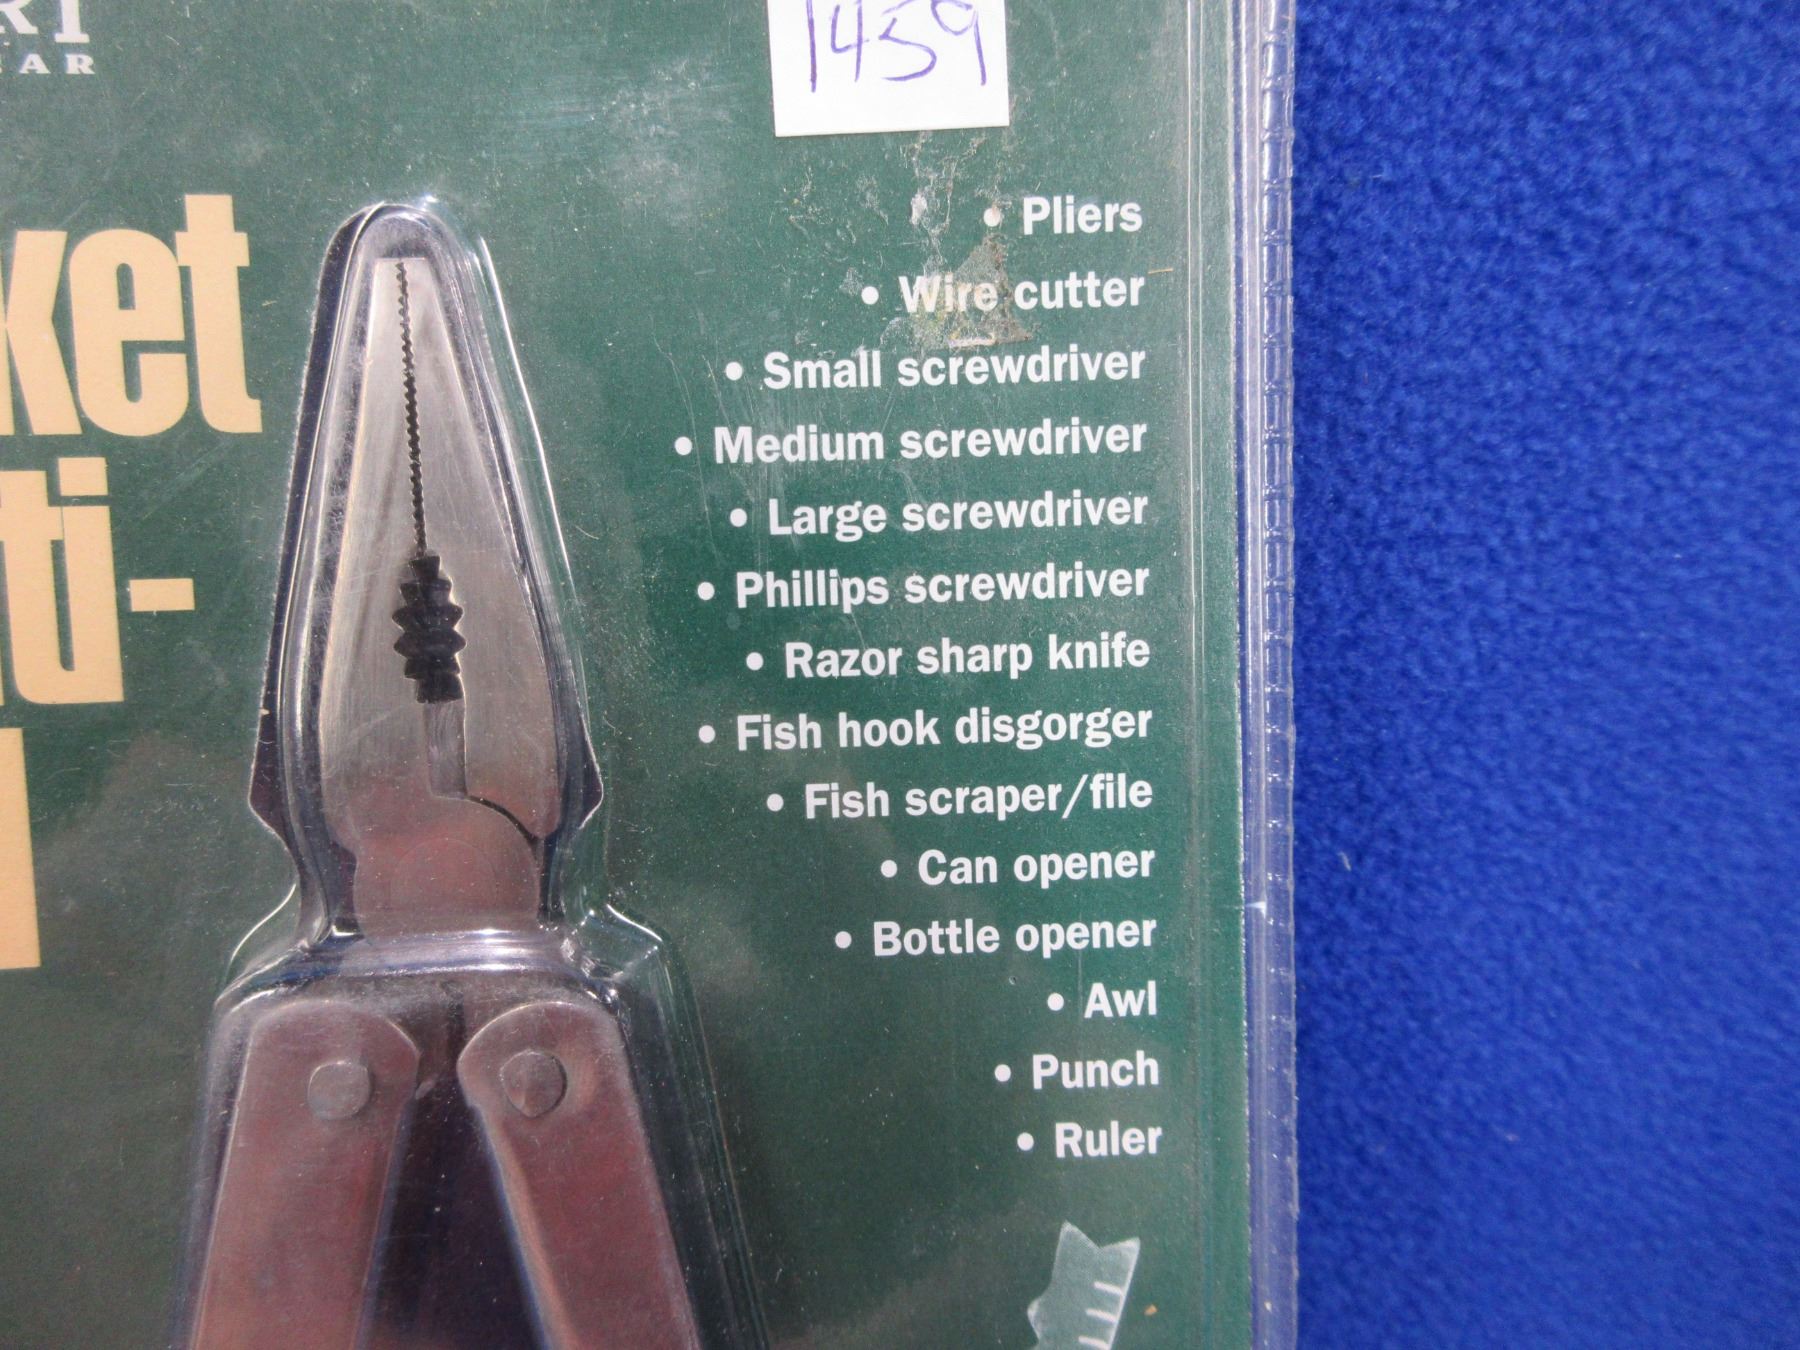 1459
• Pliers
• Wire cutter
• Small screwdriver
• Medium screwdriver
• Large screwdriver
• Phillips screwdriver
• Razor sharp knife
• Fish hook disgorger
• Fish scraper/file
• Can opener
• Bottle opener
• Awl
• Punch
• Ruler